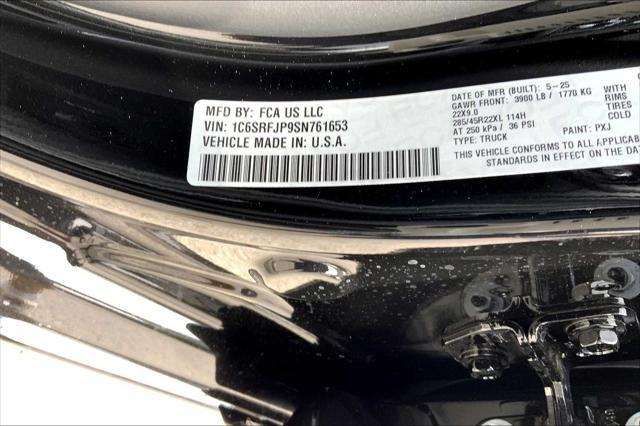 MFD BY: FCA US LLC
VIN: 1C6SRFJP9SN761653
VEHICLE MADE IN: U.S.A.
DATE OF MFR (BUILT): 5-25
GAWR FRONT: 3900 LB / 1770 KG WITH
22X9.0 RIMS
285/45R22XL 114H TIRES
AT 250 kPa / 36 PSI COLD
TYPE: TRUCK PAINT: PXJ
THIS VEHICLE CONFORMS TO ALL
STANDARDS IN EFFECT ON THE DA